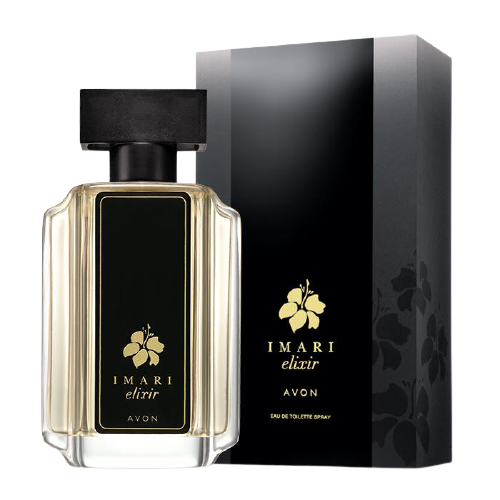 IMARI
elixir
AVON
IMARI
elixir
AVON
EAU DE TOILETTE SPRAY